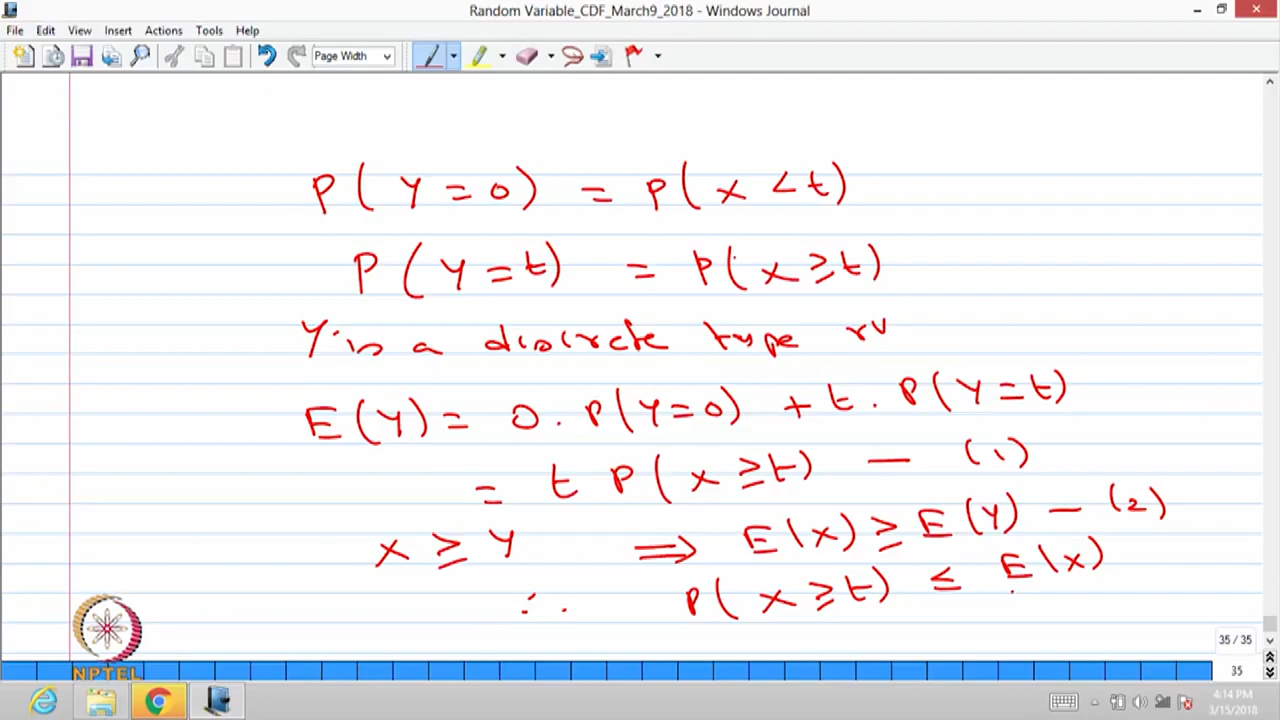 Random Variable_CDF_March9_2018 - Windows Journal
File Edit View Insert Actions Tools Help
Page Width
P(Y=0) = P(X<t)
P(Y=t) = P(X≥t)
Y is a discrete type rv
E(Y) = 0.P(Y=0) + t.P(Y=t)
= t P(X≥t) — (1)
X ≥ Y ⟹ E(X) ≥ E(Y) — (2)
∴ P(X≥t) ≤ E(X)
NPTEL
35 / 35
35
4:14 PM
3/15/2018